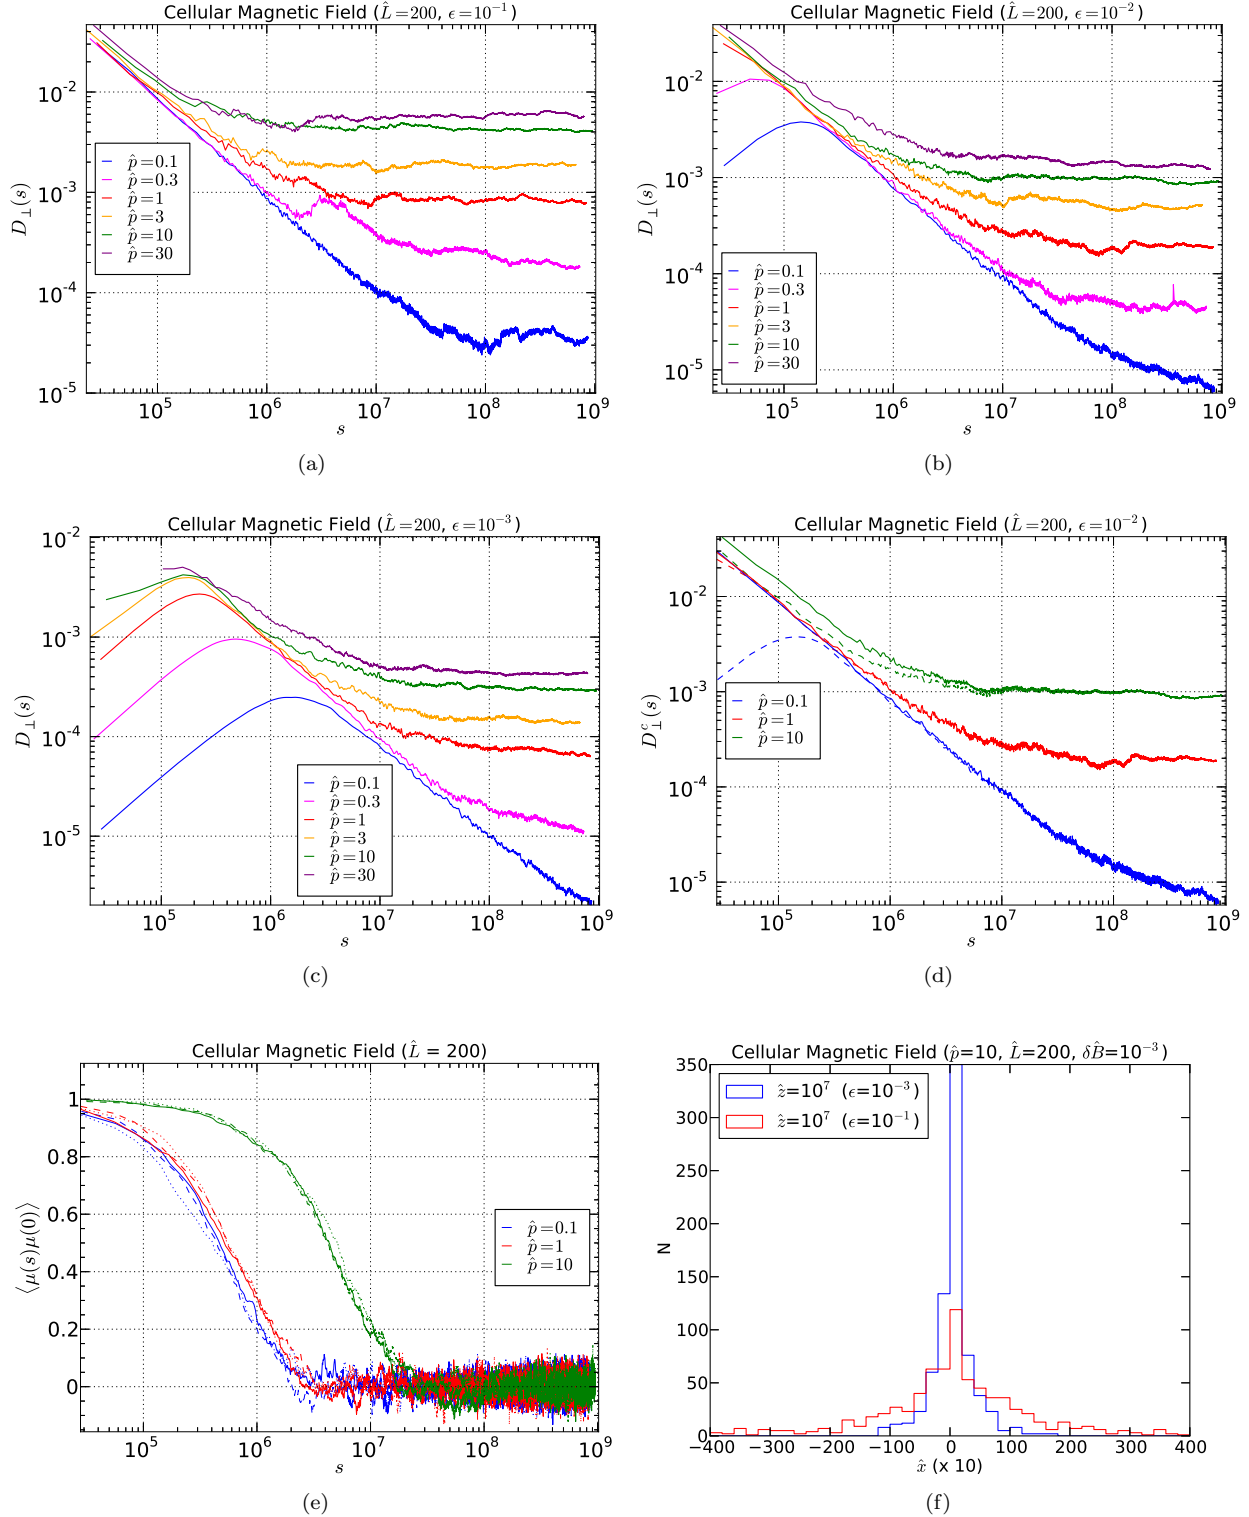 Cellular Magnetic Field (L̂=200, ϵ=10⁻¹)
D⊥(s)
10⁻²
10⁻³
10⁻⁴
10⁻⁵
p̂=0.1
p̂=0.3
p̂=1
p̂=3
p̂=10
p̂=30
10⁵ 10⁶ 10⁷ 10⁸ 10⁹
s
(a)
Cellular Magnetic Field (L̂=200, ϵ=10⁻²)
D⊥(s)
10⁻²
10⁻³
10⁻⁴
10⁻⁵
p̂=0.1
p̂=0.3
p̂=1
p̂=3
p̂=10
p̂=30
10⁵ 10⁶ 10⁷ 10⁸ 10⁹
s
(b)
Cellular Magnetic Field (L̂=200, ϵ=10⁻³)
D⊥(s)
10⁻²
10⁻³
10⁻⁴
10⁻⁵
p̂=0.1
p̂=0.3
p̂=1
p̂=3
p̂=10
p̂=30
10⁵ 10⁶ 10⁷ 10⁸ 10⁹
s
(c)
Cellular Magnetic Field (L̂=200, ϵ=10⁻²)
D⊥ᶜ(s)
10⁻²
10⁻³
10⁻⁴
10⁻⁵
p̂=0.1
p̂=1
p̂=10
10⁵ 10⁶ 10⁷ 10⁸ 10⁹
s
(d)
Cellular Magnetic Field (L̂ = 200)
⟨μ(s)μ(0)⟩
1
0.8
0.6
0.4
0.2
0
p̂=0.1
p̂=1
p̂=10
10⁵ 10⁶ 10⁷ 10⁸ 10⁹
s
(e)
Cellular Magnetic Field (p̂=10, L̂=200, δB̂=10⁻³)
N
350
300
250
200
150
100
50
0
ẑ=10⁷ (ϵ=10⁻³)
ẑ=10⁷ (ϵ=10⁻¹)
−400 −300 −200 −100 0 100 200 300 400
x̂ (x 10)
(f)